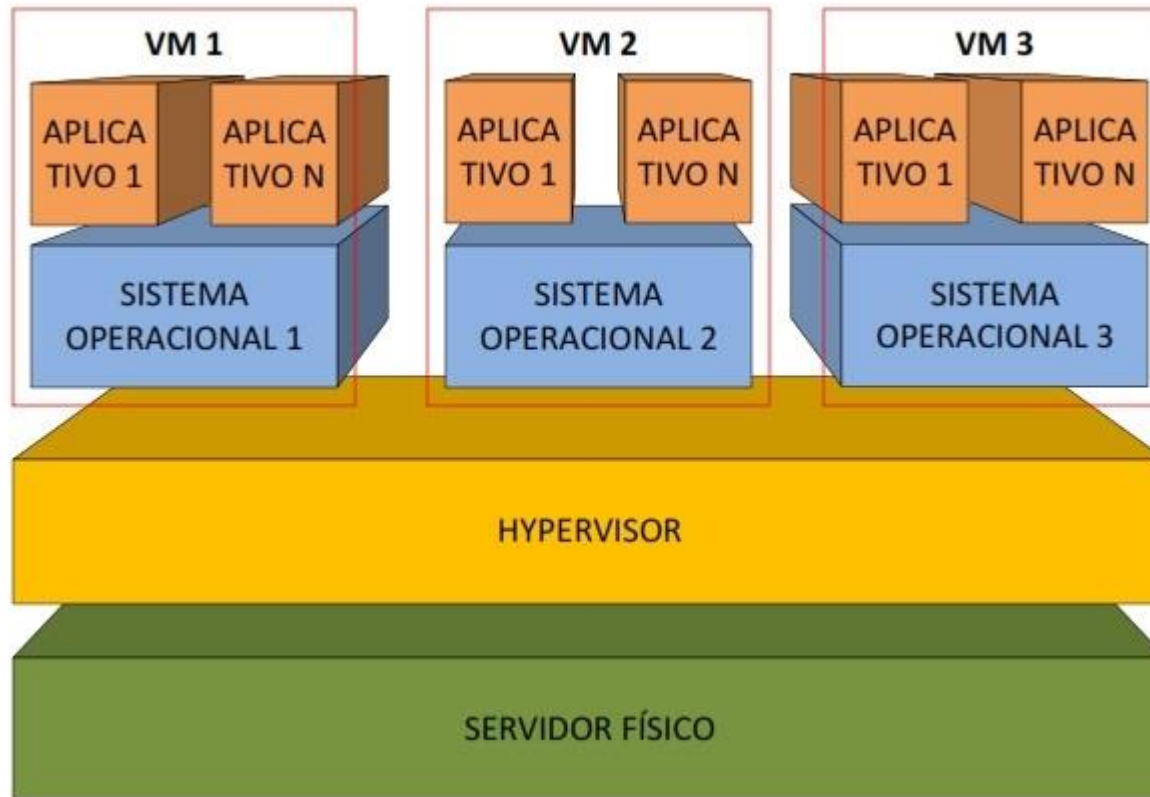 VM 1
APLICA
TIVO 1
APLICA
TIVO N
SISTEMA
OPERACIONAL 1
VM 2
APLICA
TIVO 1
APLICA
TIVO N
SISTEMA
OPERACIONAL 2
VM 3
APLICA
TIVO 1
APLICA
TIVO N
SISTEMA
OPERACIONAL 3
HYPERVISOR
SERVIDOR FÍSICO